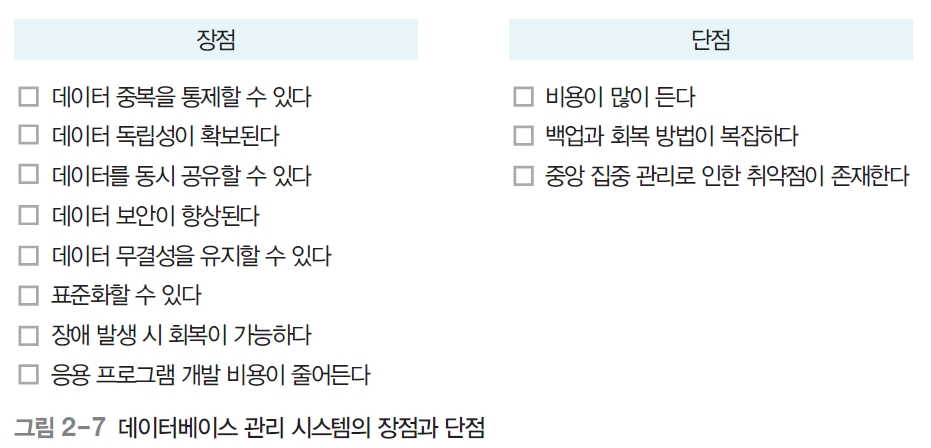 장점
□ 데이터 중복을 통제할 수 있다
□ 데이터 독립성이 확보된다
□ 데이터를 동시 공유할 수 있다
□ 데이터 보안이 향상된다
□ 데이터 무결성을 유지할 수 있다
□ 표준화할 수 있다
□ 장애 발생 시 회복이 가능하다
□ 응용 프로그램 개발 비용이 줄어든다
단점
□ 비용이 많이 든다
□ 백업과 회복 방법이 복잡하다
□ 중앙 집중 관리로 인한 취약점이 존재한다
그림 2-7 데이터베이스 관리 시스템의 장점과 단점